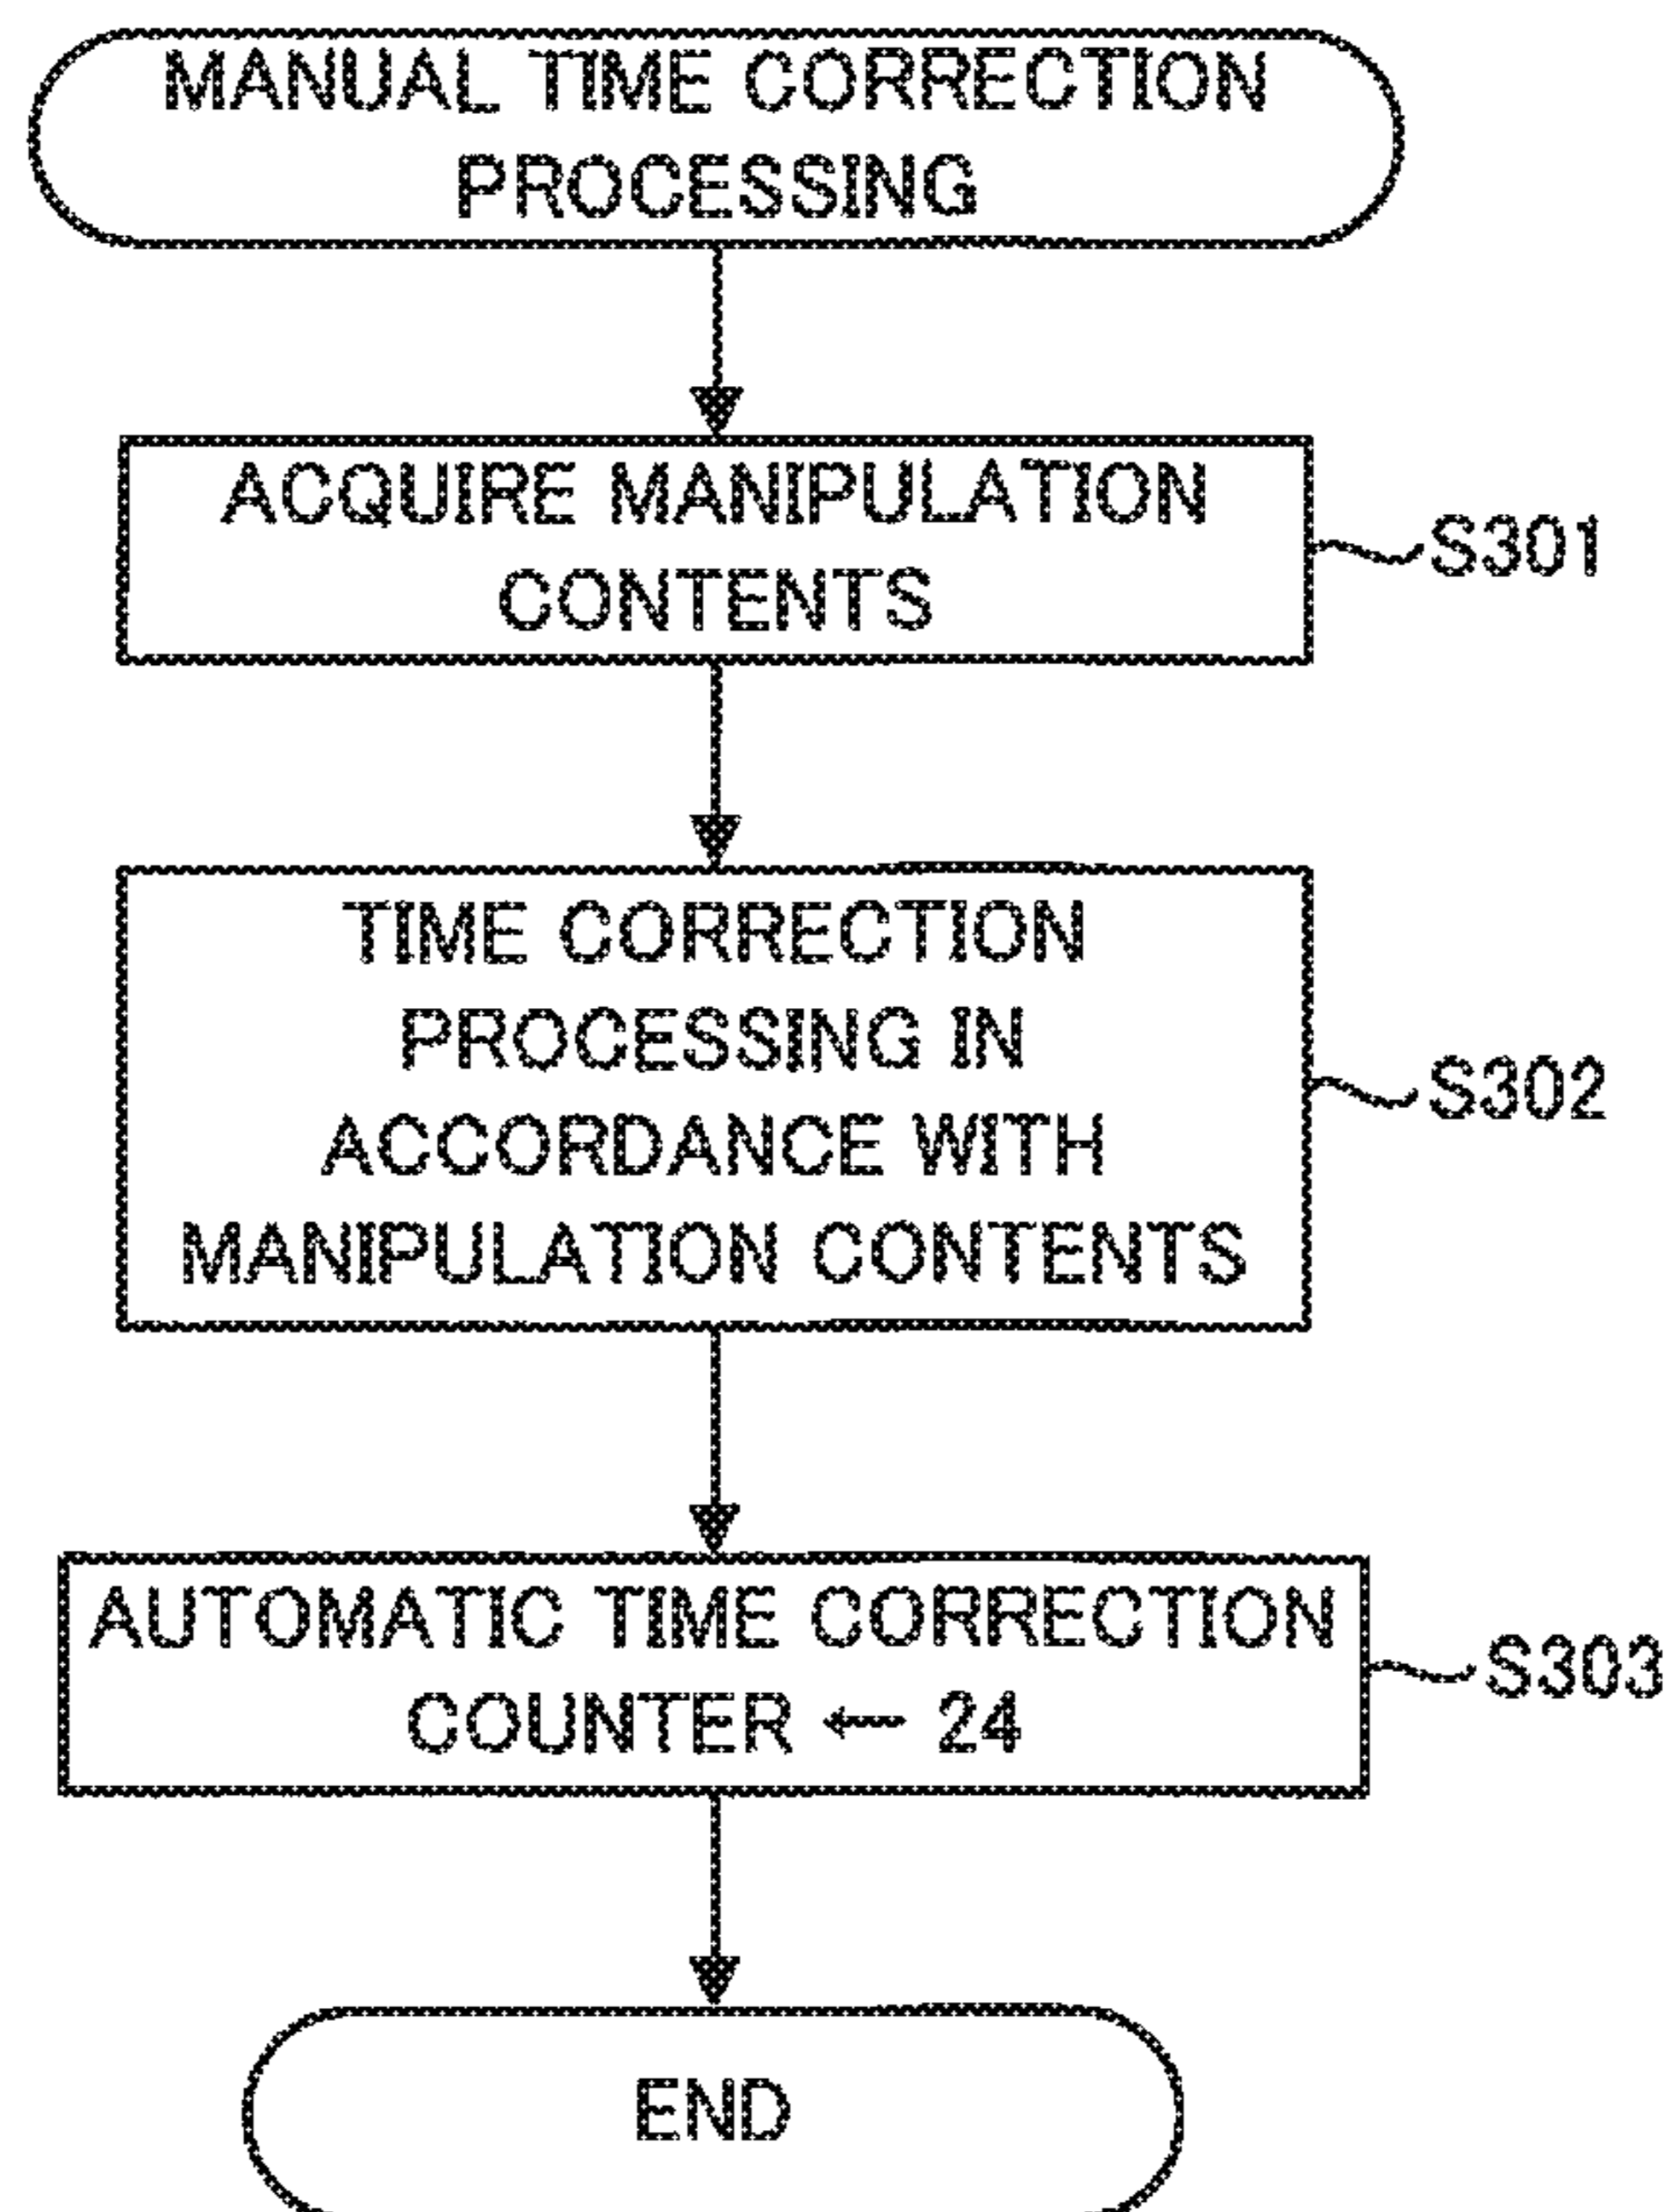 MANUAL TIME CORRECTION
PROCESSING
ACQUIRE MANIPULATION
CONTENTS
S301
TIME CORRECTION
PROCESSING IN
ACCORDANCE WITH
MANIPULATION CONTENTS
S302
AUTOMATIC TIME CORRECTION
COUNTER ← 24
S303
END